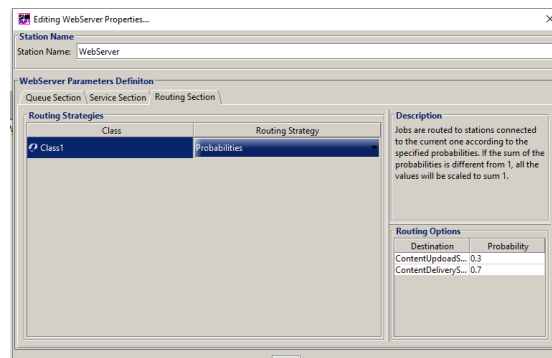 Editing WebServer Properties...
Station Name
Station Name: WebServer
WebServer Parameters Definiton
Queue Section Service Section Routing Section
Routing Strategies
Class Routing Strategy
Class1 Probabilities
Description
Jobs are routed to stations connected
to the current one according to the
specified probabilities. If the sum of the
probabilities is different from 1, all the
values will be scaled to sum 1.
Routing Options
Destination Probability
ContentUpdoadS... 0.3
ContentDeliveryS... 0.7